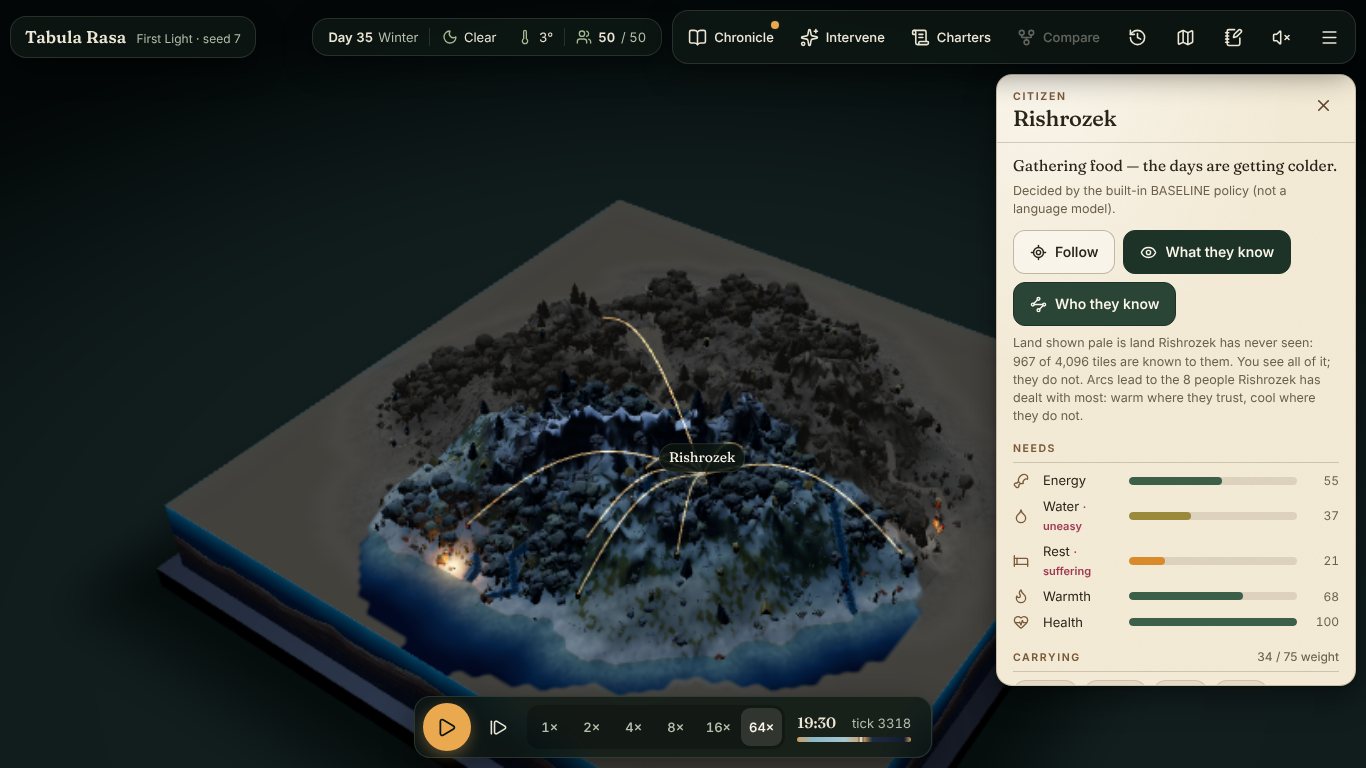 Tabula Rasa First Light · seed 7
Day 35 Winter Clear 3° 50 / 50
Chronicle Intervene Charters Compare
CITIZEN
Rishrozek
Gathering food — the days are getting colder.
Decided by the built-in BASELINE policy (not a
language model).
Follow What they know
Who they know
Land shown pale is land Rishrozek has never seen:
967 of 4,096 tiles are known to them. You see all of it;
they do not. Arcs lead to the 8 people Rishrozek has
dealt with most: warm where they trust, cool where
they do not.
NEEDS
Energy 55
Water · uneasy 37
Rest · suffering 21
Warmth 68
Health 100
CARRYING 34 / 75 weight
Rishrozek
1× 2× 4× 8× 16× 64× 19:30 tick 3318